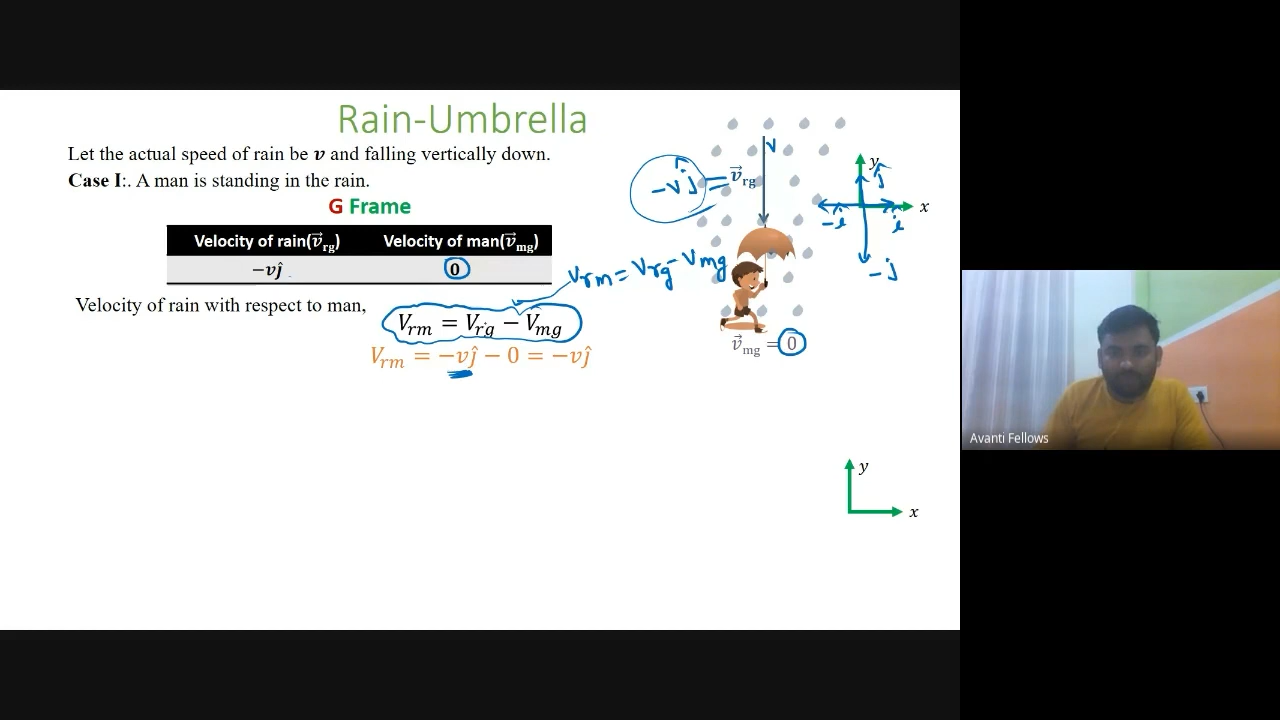 Rain-Umbrella
Let the actual speed of rain be v and falling vertically down.
Case I:. A man is standing in the rain.
G Frame
Velocity of rain(v⃗rg) Velocity of man(v⃗mg)
−vĵ 0
Velocity of rain with respect to man,
Vrm = Vrg − Vmg
Vrm = −vĵ − 0 = −vĵ
v
−vĵ = v⃗rg
Vrm = Vrg − Vmg
v⃗mg = 0
y
ĵ
x
−î
î
−ĵ
y
x
Avanti Fellows